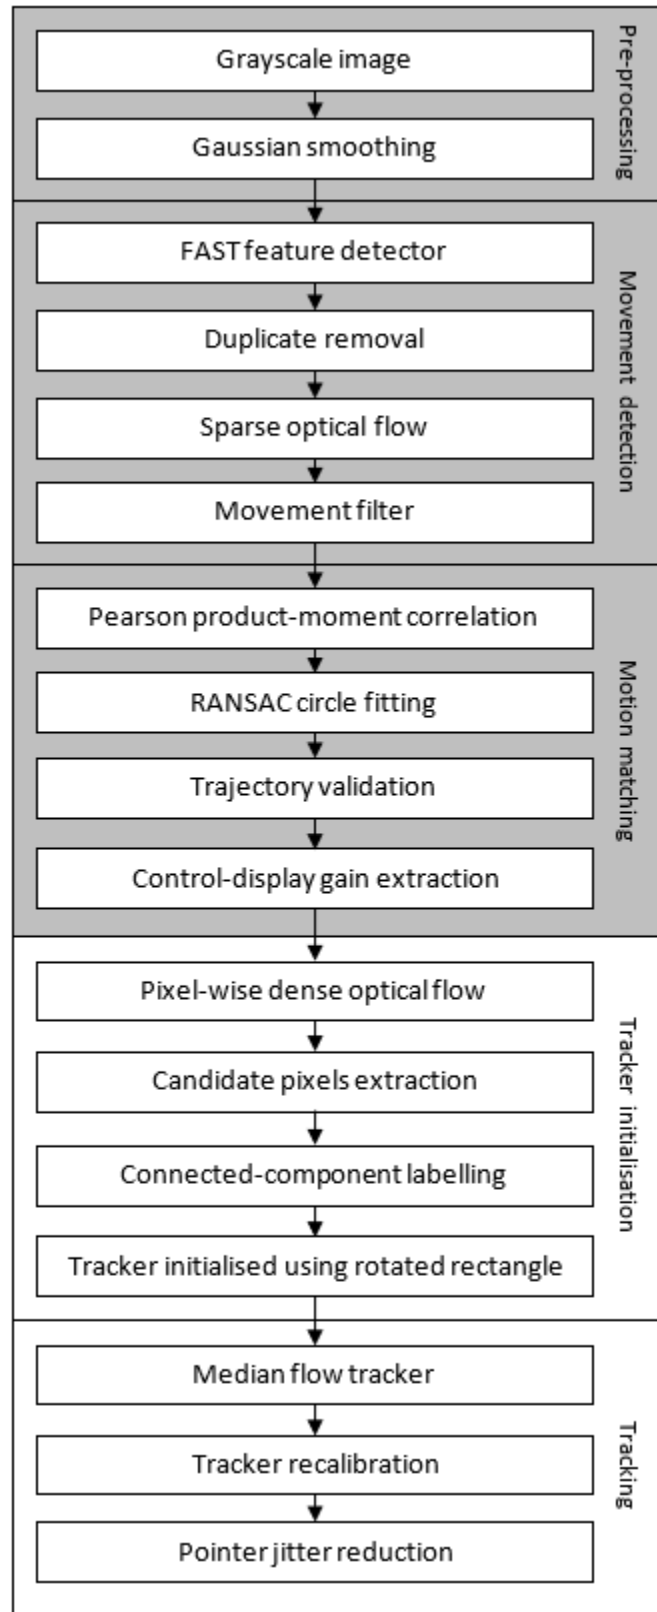 Pre-processing
Grayscale image
Gaussian smoothing
Movement detection
FAST feature detector
Duplicate removal
Sparse optical flow
Movement filter
Motion matching
Pearson product-moment correlation
RANSAC circle fitting
Trajectory validation
Control-display gain extraction
Tracker initialisation
Pixel-wise dense optical flow
Candidate pixels extraction
Connected-component labelling
Tracker initialised using rotated rectangle
Tracking
Median flow tracker
Tracker recalibration
Pointer jitter reduction